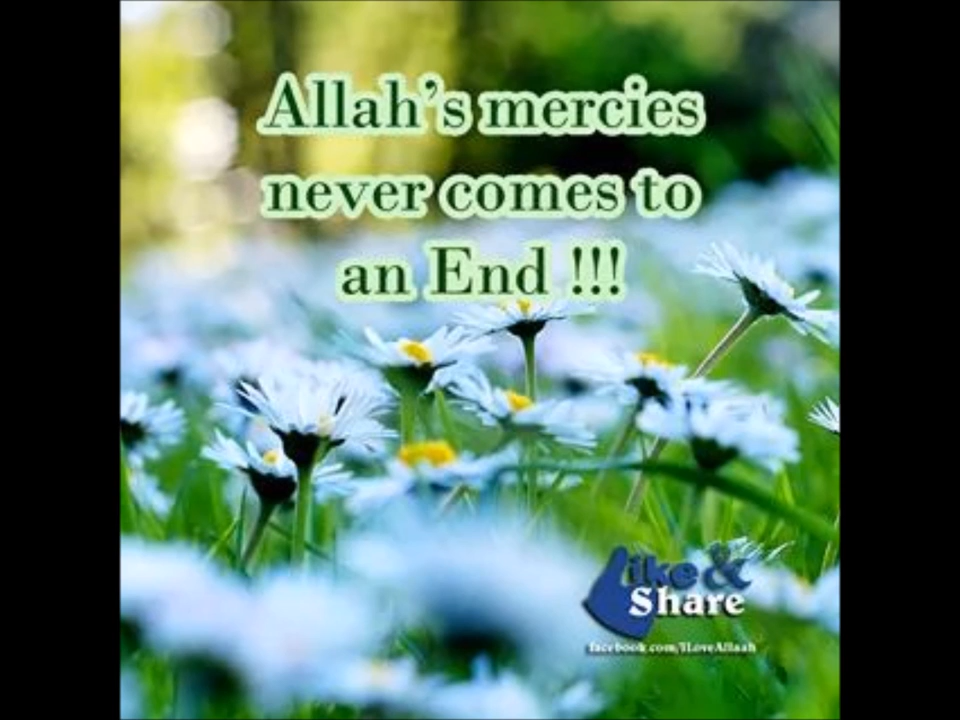 Allah's mercies
never comes to
an End !!!
like &
Share
facebook.com/ILoveAllaah